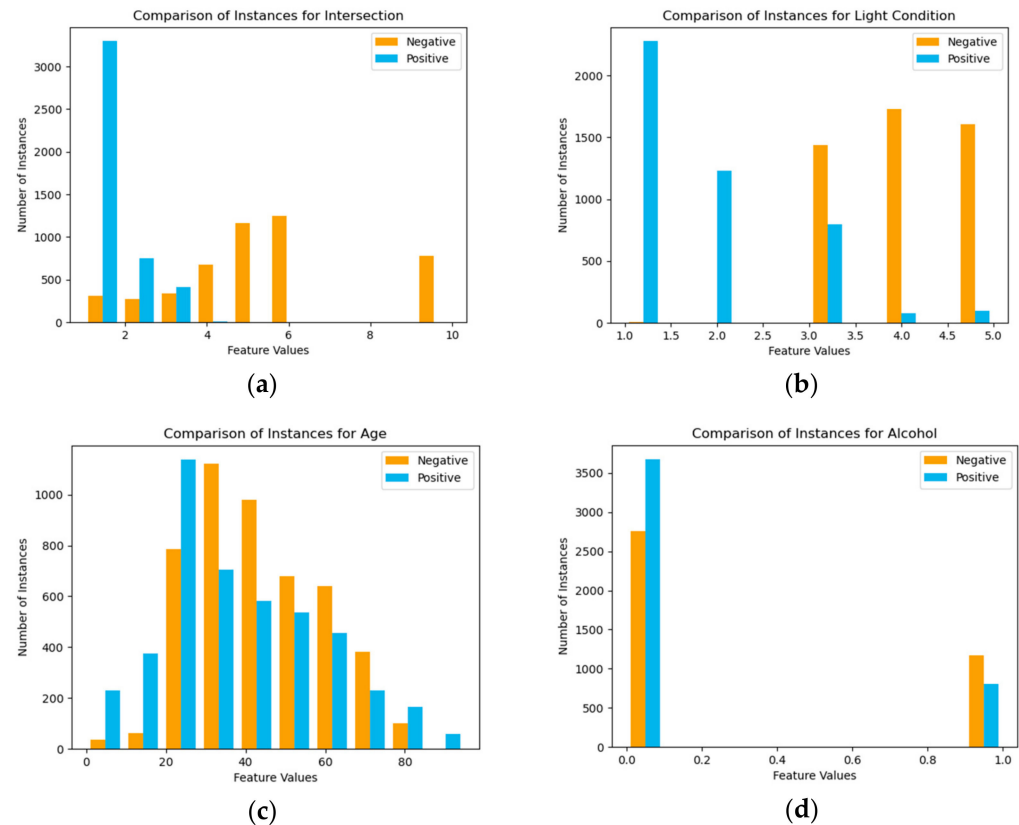 Comparison of Instances for Intersection
Negative
Positive
Number of Instances
3000
2500
2000
1500
1000
500
0
2 4 6 8 10
Feature Values
(a)
Comparison of Instances for Light Condition
Negative
Positive
Number of Instances
2000
1500
1000
500
0
1.0 1.5 2.0 2.5 3.0 3.5 4.0 4.5 5.0
Feature Values
(b)
Comparison of Instances for Age
Negative
Positive
Number of Instances
1000
800
600
400
200
0
0 20 40 60 80
Feature Values
(c)
Comparison of Instances for Alcohol
Negative
Positive
Number of Instances
3500
3000
2500
2000
1500
1000
500
0
0.0 0.2 0.4 0.6 0.8 1.0
Feature Values
(d)